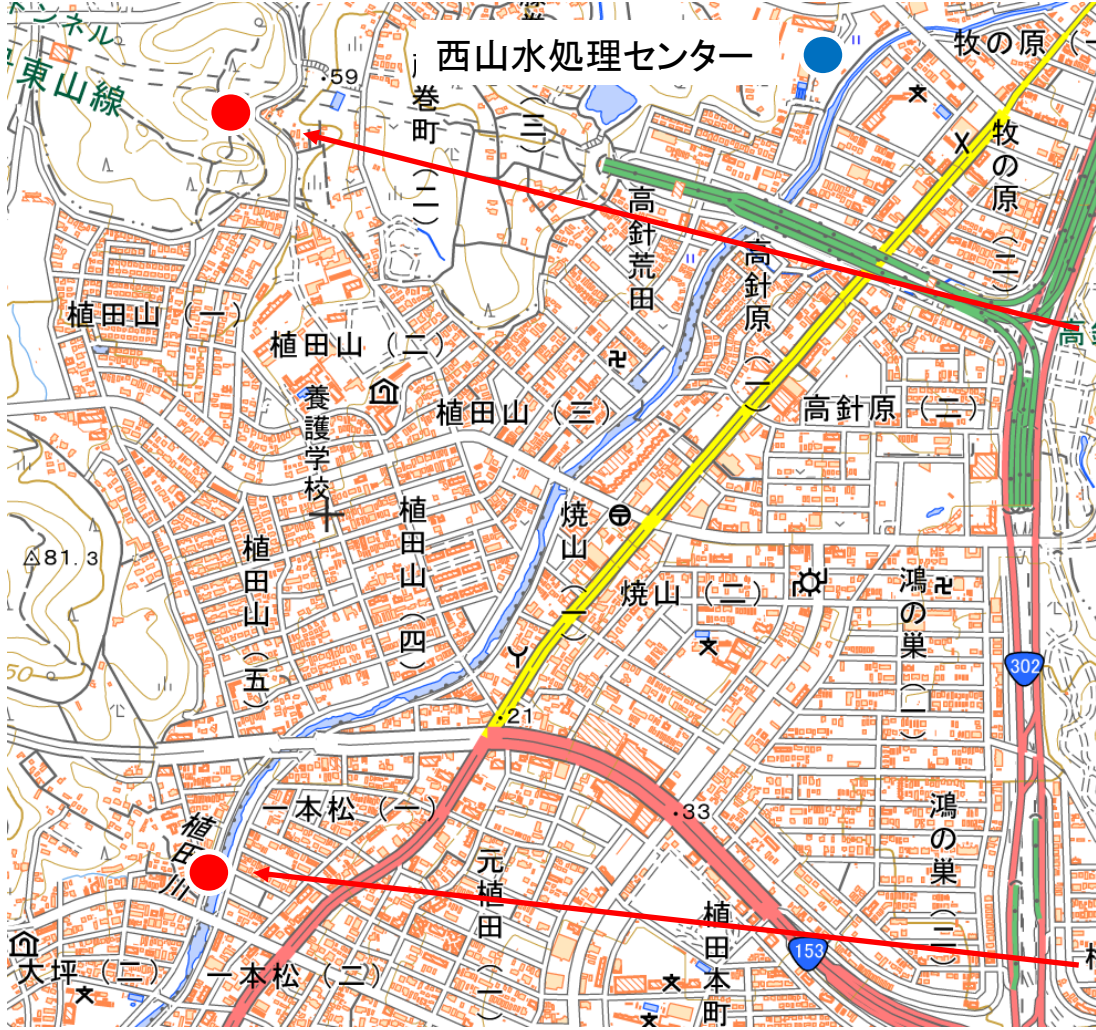 トンネル
東山線
・59
西山水処理センター
巻町(二)
(三)
牧の原(一
牧の原(二)
高針荒田
高針原(一)
植田山(一)
植田山(二)
養護学校
植田山(三)
高針原(二)
高針
植田山(四)
植田山(五)
△81.3
50
焼山(一)
焼山(二)
鴻の巣(一)
302
・21
・33
一本松(一)
植田川
元植田(一)
鴻の巣(二)
植田本町
153
大坪(二)
一本松(二)